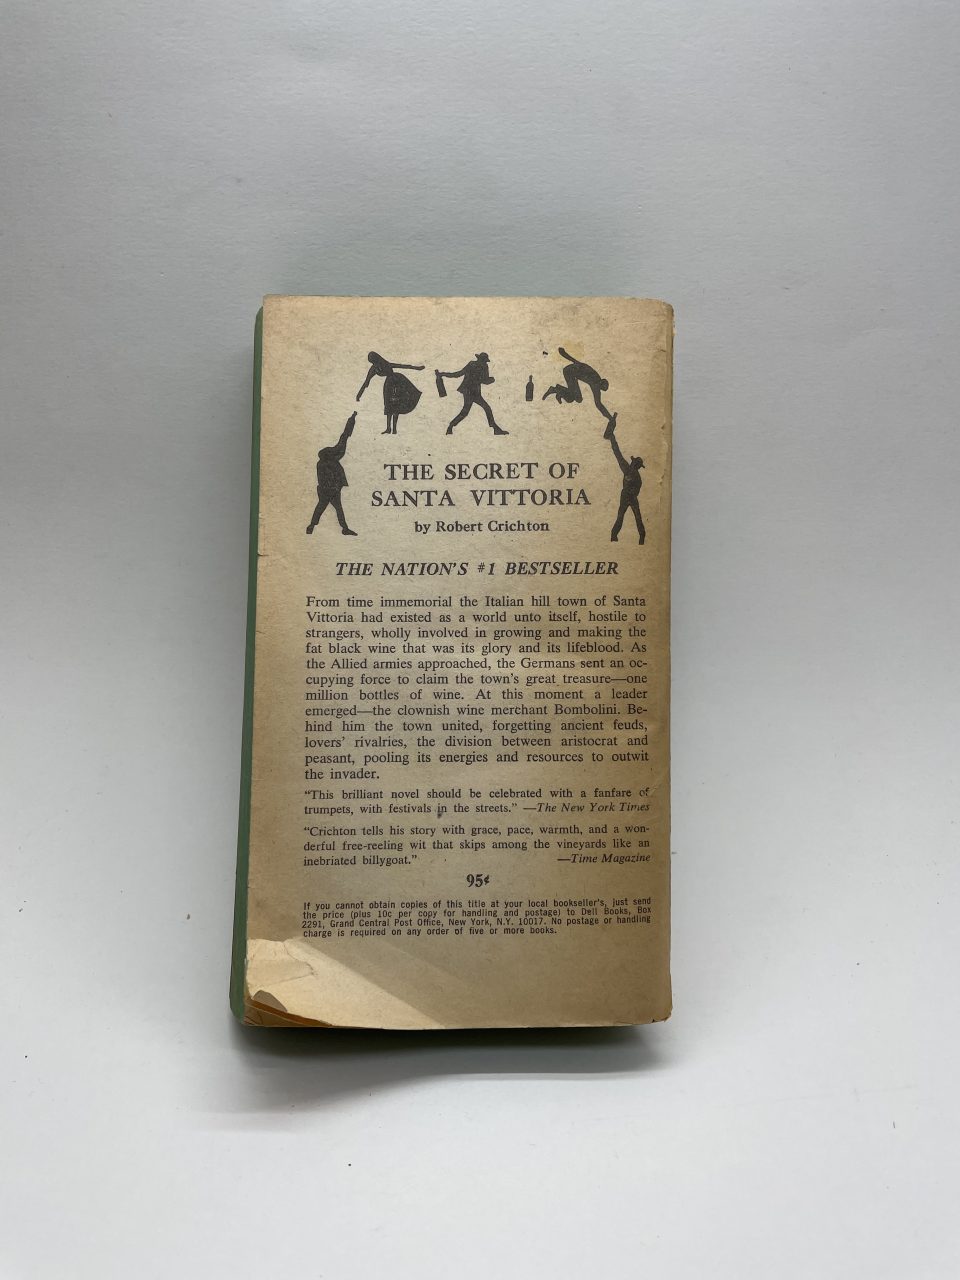 THE SECRET OF
SANTA VITTORIA
by Robert Crichton
THE NATION'S #1 BESTSELLER
From time immemorial the Italian hill town of Santa
Vittoria had existed as a world unto itself, hostile to
strangers, wholly involved in growing and making the
fat black wine that was its glory and its lifeblood. As
the Allied armies approached, the Germans sent an oc-
cupying force to claim the town's great treasure—one
million bottles of wine. At this moment a leader
emerged—the clownish wine merchant Bombolini. Be-
hind him the town united, forgetting ancient feuds,
lovers' rivalries, the division between aristocrat and
peasant, pooling its energies and resources to outwit
the invader.
"This brilliant novel should be celebrated with a fanfare of
trumpets, with festivals in the streets." —The New York Times
"Crichton tells his story with grace, pace, warmth, and a won-
derful free-reeling wit that skips among the vineyards like an
inebriated billygoat." —Time Magazine
95¢
If you cannot obtain copies of this title at your local bookseller's, just send
the price (plus 10c per copy for handling and postage) to Dell Books, Box
2291, Grand Central Post Office, New York, N.Y. 10017. No postage or handling
charge is required on any order of five or more books.